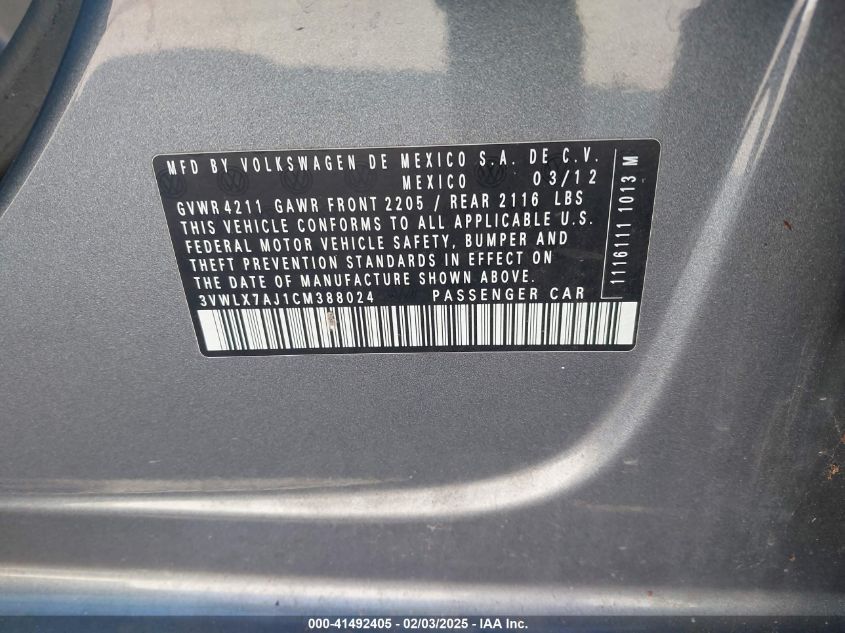 MFD BY VOLKSWAGEN DE MEXICO S.A. DE C.V.
MEXICO 03/12
GVWR 4211 GAWR FRONT 2205 / REAR 2116 LBS
THIS VEHICLE CONFORMS TO ALL APPLICABLE U.S.
FEDERAL MOTOR VEHICLE SAFETY, BUMPER AND
THEFT PREVENTION STANDARDS IN EFFECT ON
THE DATE OF MANUFACTURE SHOWN ABOVE.
3VWLX7AJ1CM388024 PASSENGER CAR
1116111 1013 M
000-41492405 - 02/03/2025 - IAA Inc.